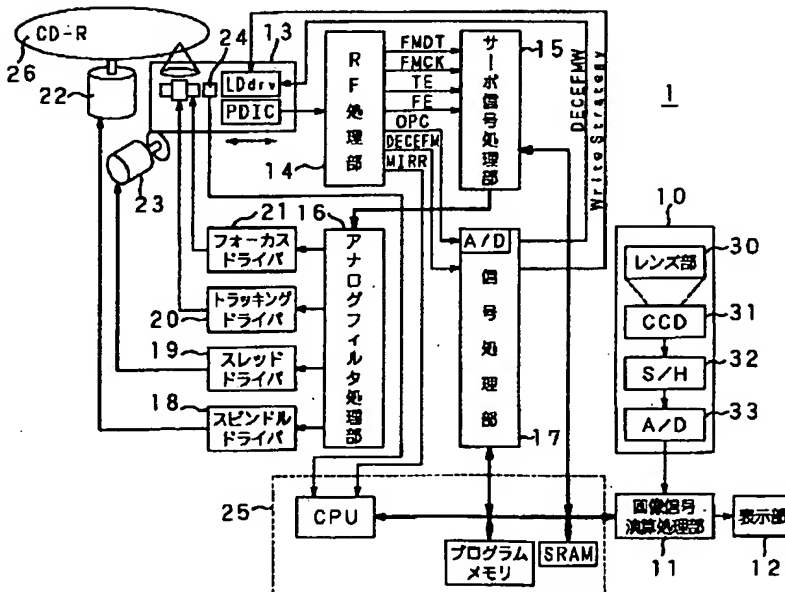 CD-R
26
22
23
24
13
LDdrv
PDIC
RF処理部
14
FMDT
FMCK
TE
FE
OPC
DECEFM
MIRR
サーボ信号処理部
15
DECEFMW
Write Strategy
1
16
アナログフィルタ処理部
21
フォーカス
ドライバ
トラッキング
ドライバ
20
19
スレッド
ドライバ
18
スピンドル
ドライバ
A/D
信号処理部
17
10
レンズ部
30
CCD
31
S/H
32
A/D
33
25
CPU
プログラム
メモリ
SRAM
画像信号
演算処理部
11
表示部
12